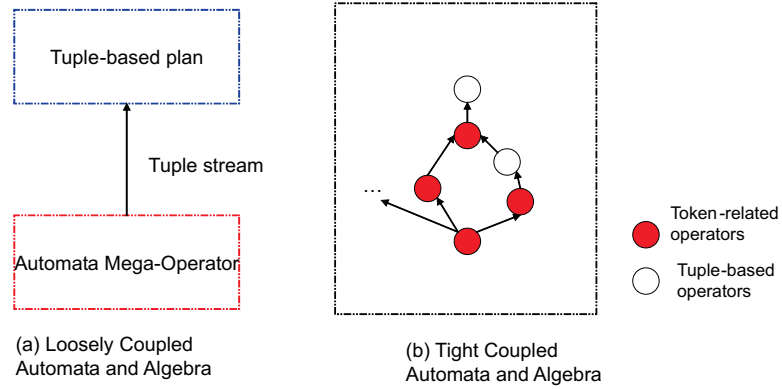 Tuple-based plan
Tuple stream
Automata Mega-Operator
(a) Loosely Coupled
Automata and Algebra
...
Token-related
operators
Tuple-based
operators
(b) Tight Coupled
Automata and Algebra